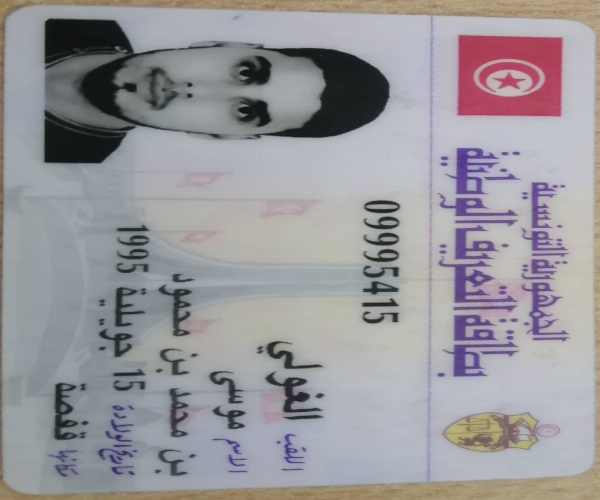 الجمهورية التونسية
بطاقة التعريف الوطنية
09995415
اللقب الغولي
الاسم موسى
بن محمد بن محمود
تاريخ الولادة 15 جويلية 1995
مكانها قفصة